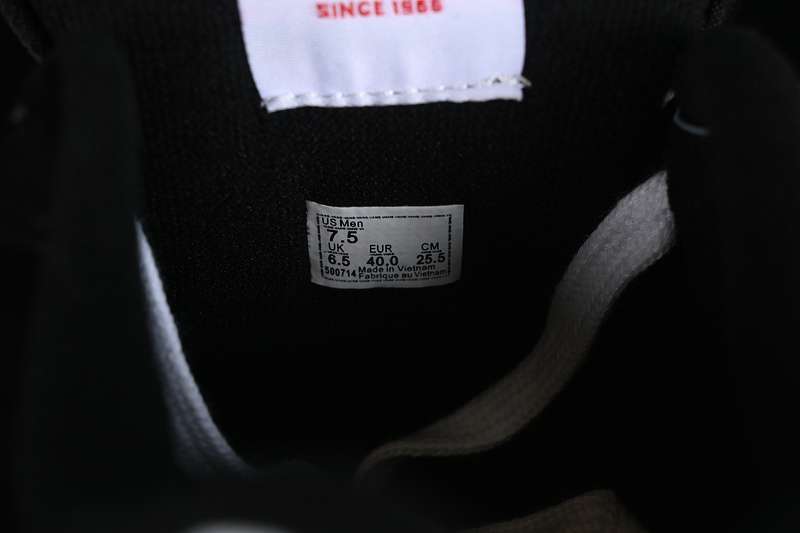 SINCE 1966
US Men
7.5
UK EUR CM
6.5 40.0 25.5
500714 Made in Vietnam
Fabrique au Vietnam